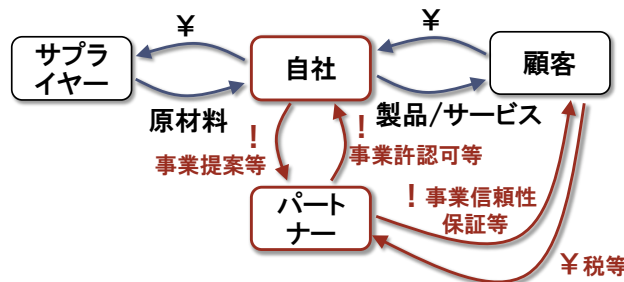 ¥
¥
サプラ
イヤー
自社
顧客
原材料
製品/サービス
!
事業提案等
!
事業許認可等
パート
ナー
! 事業信頼性
保証等
¥税等